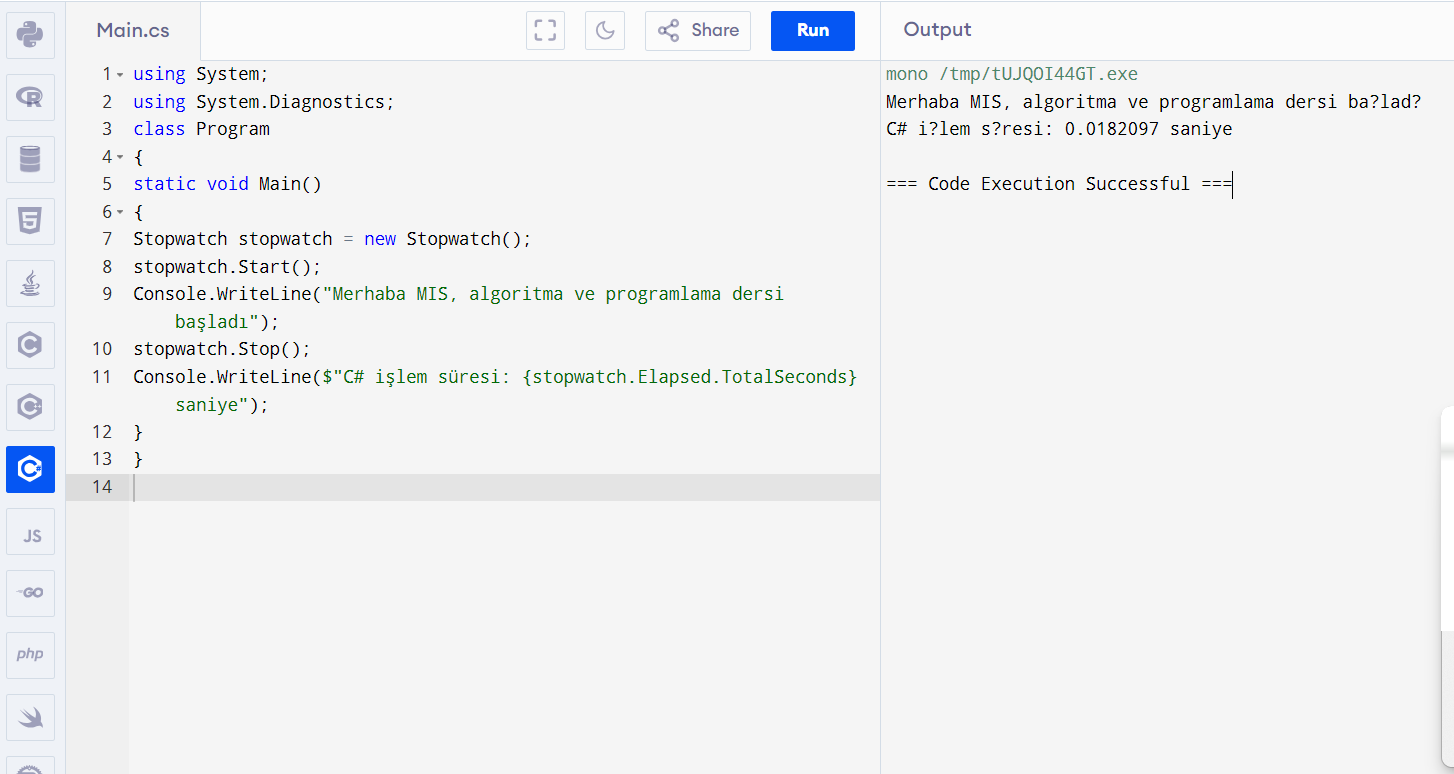 Main.cs
Share
Run
Output
1 using System;
2 using System.Diagnostics;
3 class Program
4 {
5 static void Main()
6 {
7 Stopwatch stopwatch = new Stopwatch();
8 stopwatch.Start();
9 Console.WriteLine("Merhaba MIS, algoritma ve programlama dersi
başladı");
10 stopwatch.Stop();
11 Console.WriteLine($"C# işlem süresi: {stopwatch.Elapsed.TotalSeconds}
saniye");
12 }
13 }
14
mono /tmp/tUJQOI44GT.exe
Merhaba MIS, algoritma ve programlama dersi ba?lad?
C# i?lem s?resi: 0.0182097 saniye
=== Code Execution Successful ===
R
5
C
C
C#
JS
GO
php